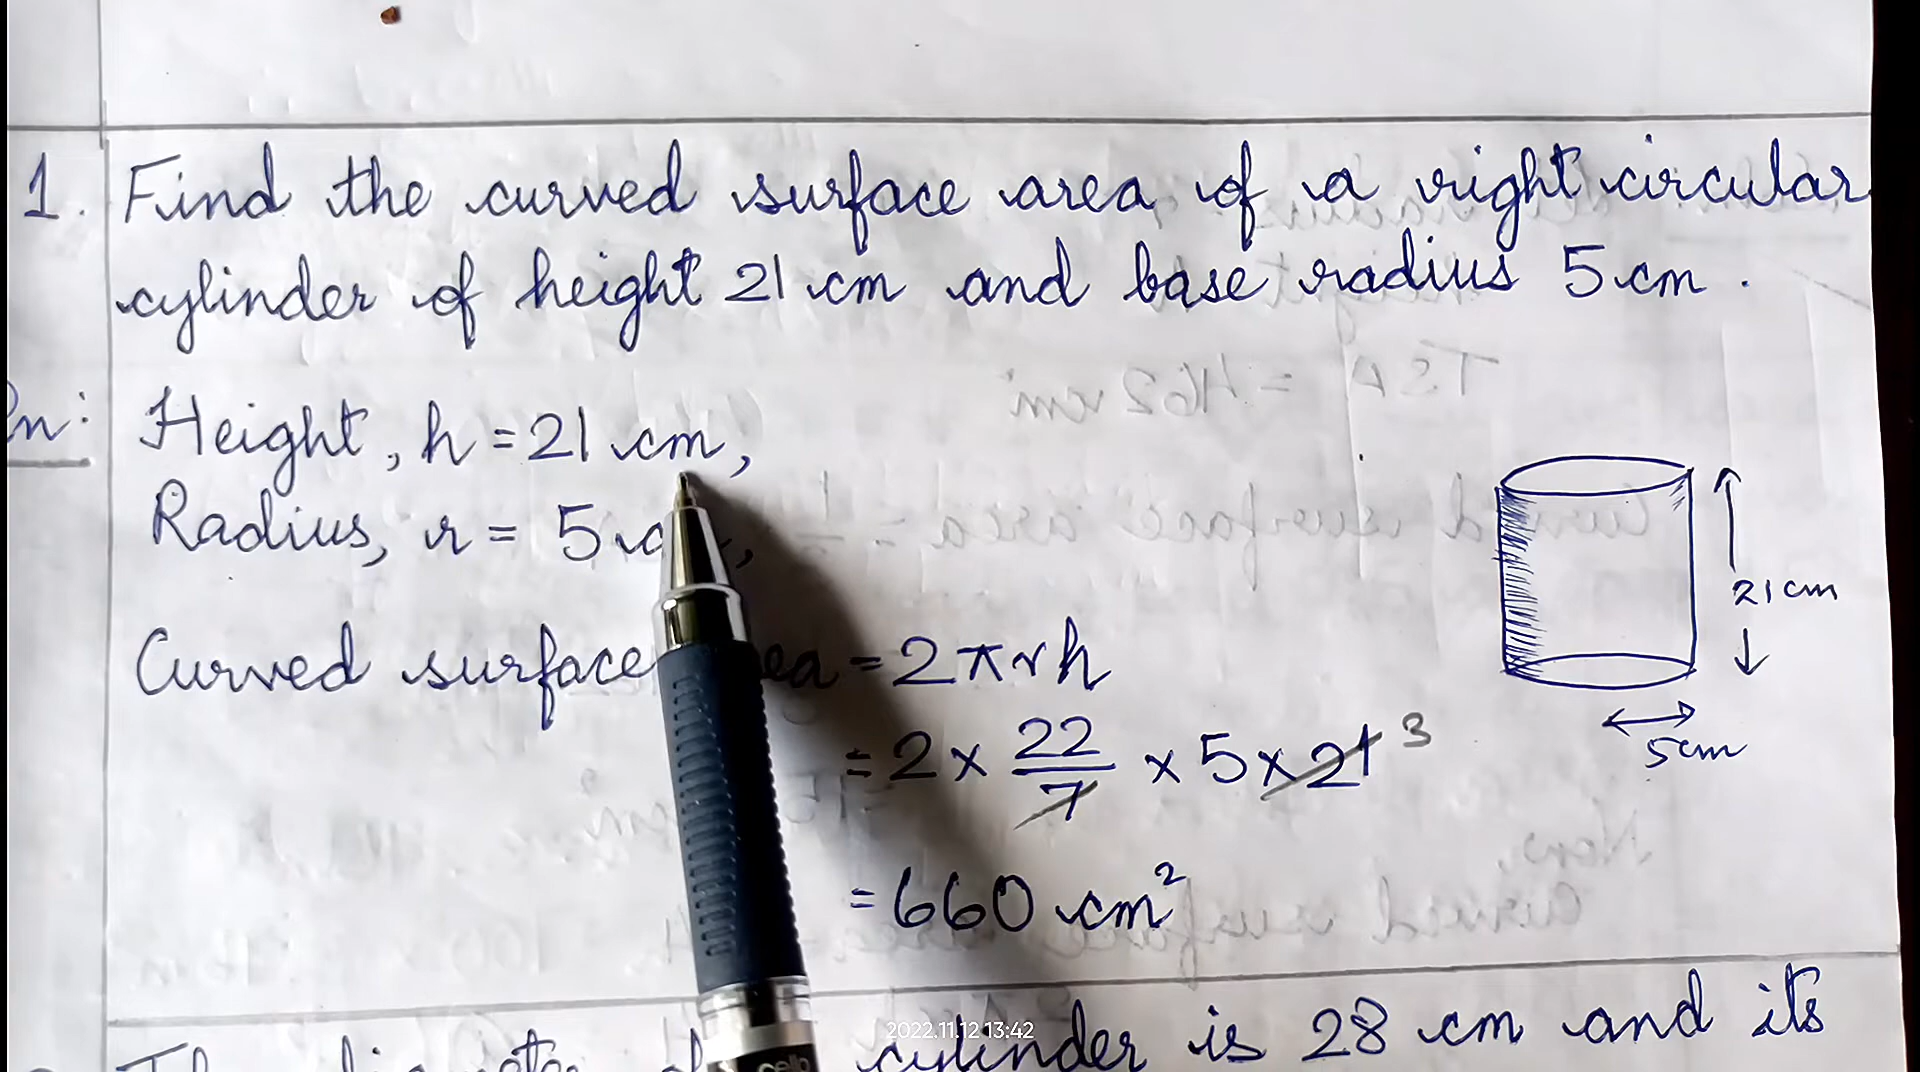 1. Find the curved surface area of a right circular
cylinder of height 21 cm and base radius 5 cm.
Height, h = 21 cm,
Radius, r = 5
Curved surface = 2πrh
= 2 × 22/7 × 5 × 21 3
= 660 cm²
21 cm
5cm
cylinder is 28 cm and its
2022.11.12 13:42